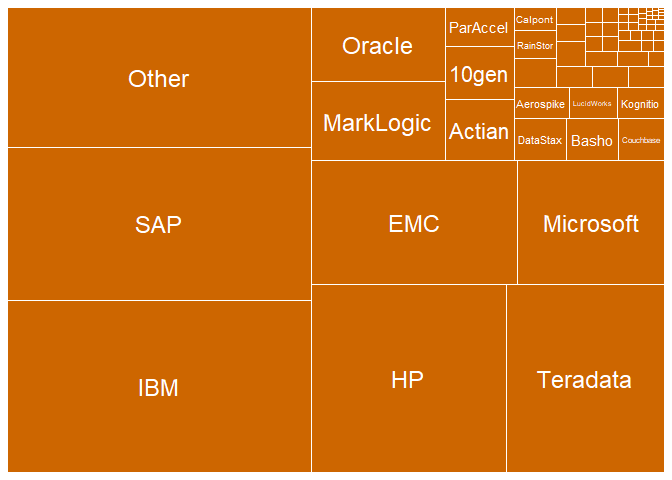 Other
SAP
IBM
Oracle
MarkLogic
ParAccel
10gen
Actian
Calpont
RainStor
Aerospike
LucidWorks
Kognitio
DataStax
Basho
Couchbase
EMC
Microsoft
HP
Teradata